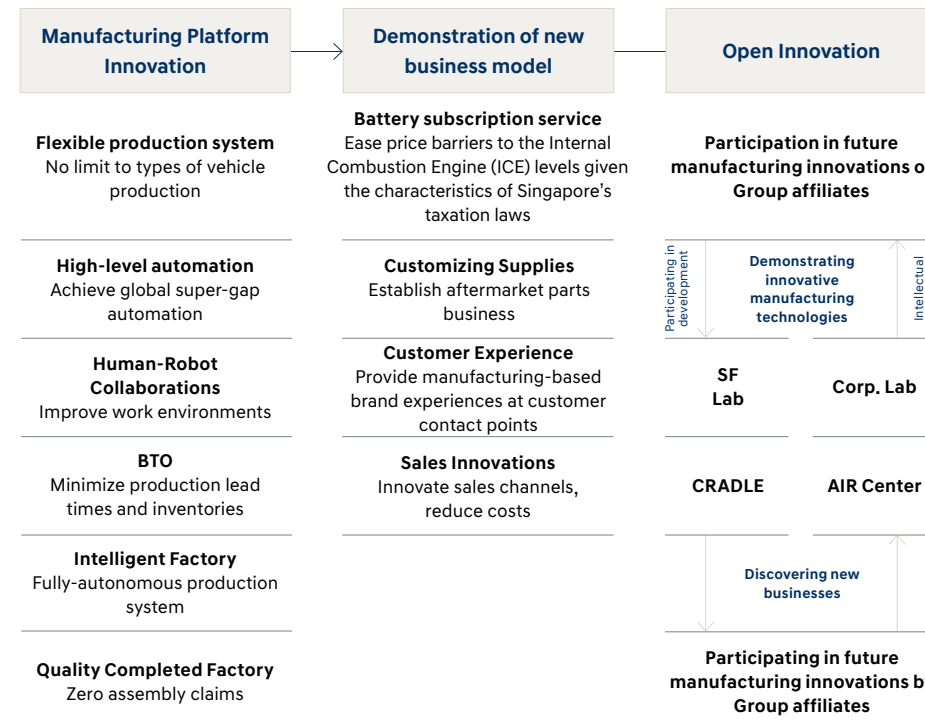 Manufacturing Platform
Innovation
Demonstration of new
business model
Open Innovation
Flexible production system
No limit to types of vehicle
production
High-level automation
Achieve global super-gap
automation
Human-Robot
Collaborations
Improve work environments
BTO
Minimize production lead
times and inventories
Intelligent Factory
Fully-autonomous production
system
Quality Completed Factory
Zero assembly claims
Battery subscription service
Ease price barriers to the Internal
Combustion Engine (ICE) levels given
the characteristics of Singapore's
taxation laws
Customizing Supplies
Establish aftermarket parts
business
Customer Experience
Provide manufacturing-based
brand experiences at customer
contact points
Sales Innovations
Innovate sales channels,
reduce costs
Participation in future
manufacturing innovations
Group affiliates
Participating in
development
Demonstrating
innovative
manufacturing
technologies
Intellectual
SF
Lab
Corp. Lab
CRADLE
AIR Center
Discovering new
businesses
Participating in future
manufacturing innovations
Group affiliates